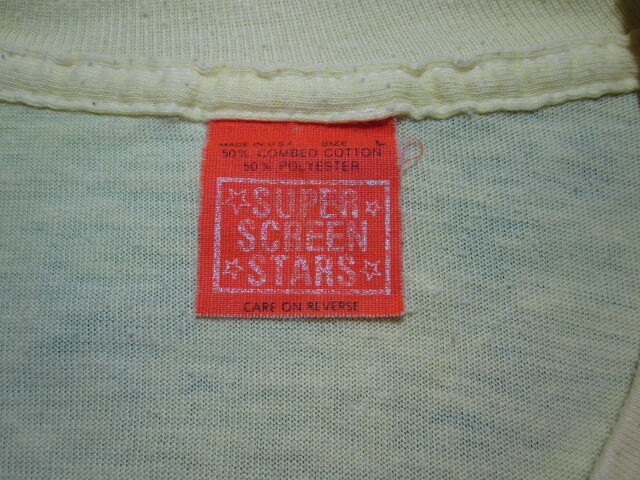 MADE IN U.S.A. SIZE L
50% COMBED COTTON
50% POLYESTER
SUPER
SCREEN
STARS
CARE ON REVERSE